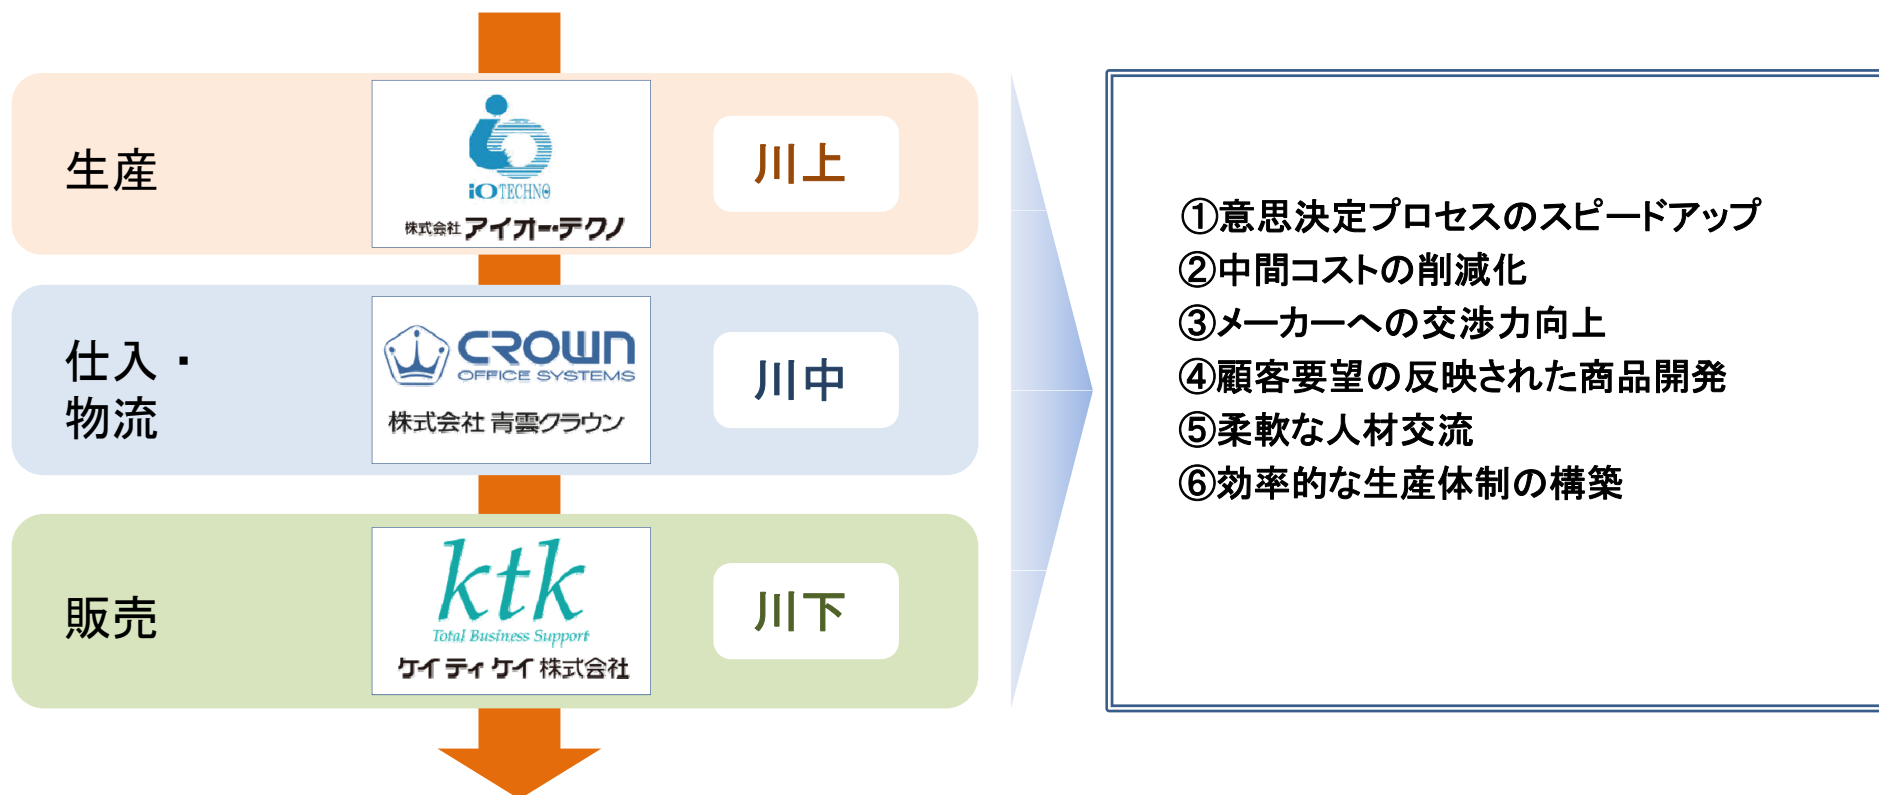 生産
iO TECHNO
株式会社 アイオーテクノ
川上
仕入・
物流
CROWN
OFFICE SYSTEMS
株式会社 青雲クラウン
川中
販売
ktk
Total Business Support
ケイティケイ 株式会社
川下
①意思決定プロセスのスピードアップ
②中間コストの削減化
③メーカーへの交渉力向上
④顧客要望の反映された商品開発
⑤柔軟な人材交流
⑥効率的な生産体制の構築